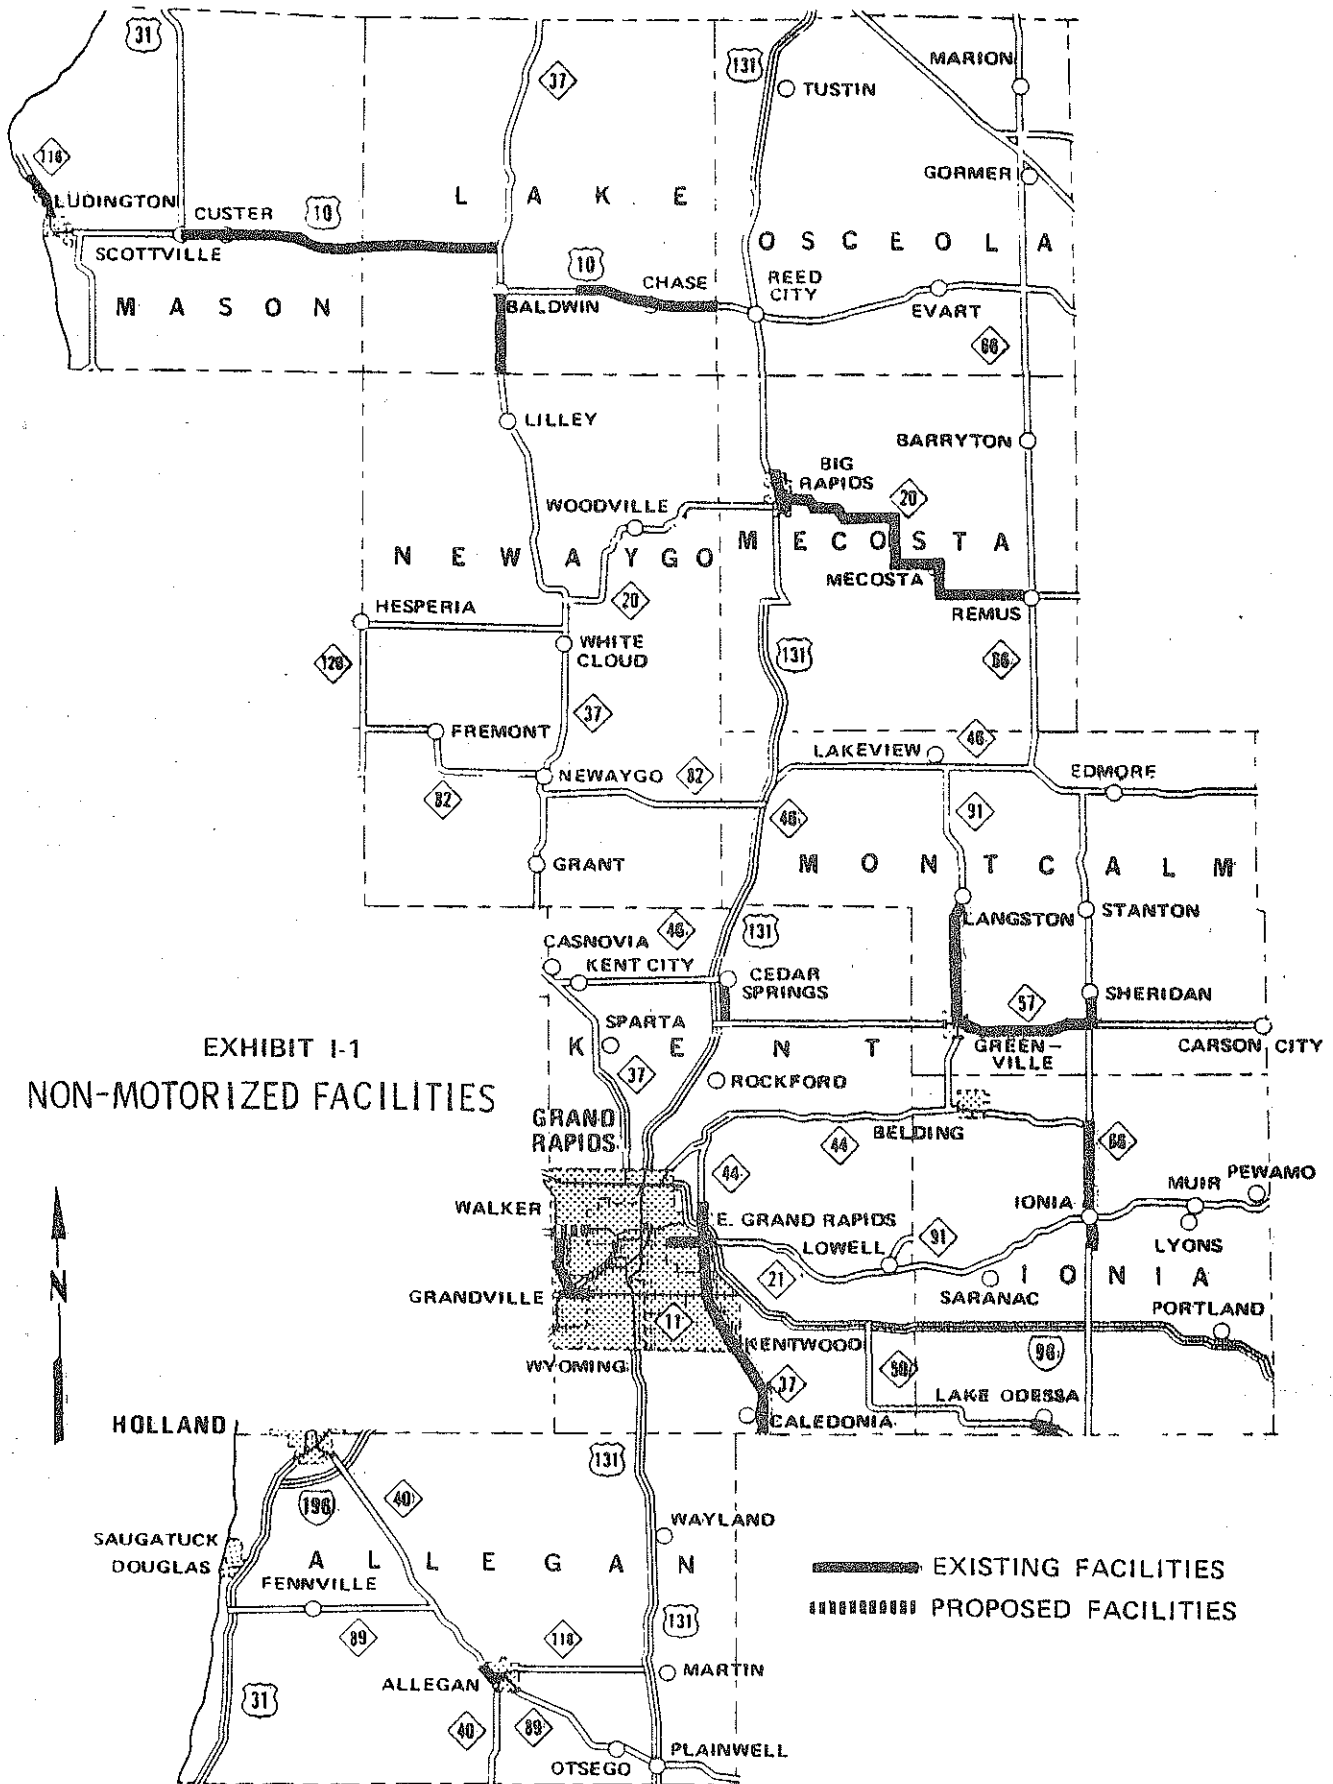 31
37
131
MARION
TUSTIN
116
GORMER
LUDINGTON
CUSTER
10
LAKE
SCOTTVILLE
OSCEOLA
10
CHASE
REED
CITY
MASON
BALDWIN
EVART
66
LILLEY
BARRYTON
BIG
RAPIDS
20
WOODVILLE
NEWAYGO
MECOSTA
MECOSTA
20
REMUS
HESPERIA
WHITE
CLOUD
120
131
66
37
FREMONT
LAKEVIEW
46
NEWAYGO
82
EDMORE
82
91
46
GRANT
MONTCALM
LANGSTON
STANTON
46
131
CASNOVIA
KENT CITY
CEDAR
SPRINGS
SHERIDAN
57
SPARTA
EXHIBIT I-1
KENT
GREEN-
VILLE
CARSON CITY
NON-MOTORIZED FACILITIES
37
ROCKFORD
GRAND
RAPIDS
BELDING
44
66
44
MUIR
PEWAMO
WALKER
IONIA
E. GRAND RAPIDS
LOWELL
91
LYONS
N
21
SARANAC
IONIA
GRANDVILLE
PORTLAND
11
KENTWOOD
WYOMING
96
50
37
LAKE ODESSA
HOLLAND
CALEDONIA
131
196
40
WAYLAND
SAUGATUCK
DOUGLAS
ALLEGAN
FENNVILLE
EXISTING FACILITIES
PROPOSED FACILITIES
89
118
131
ALLEGAN
MARTIN
31
40
89
PLAINWELL
OTSEGO